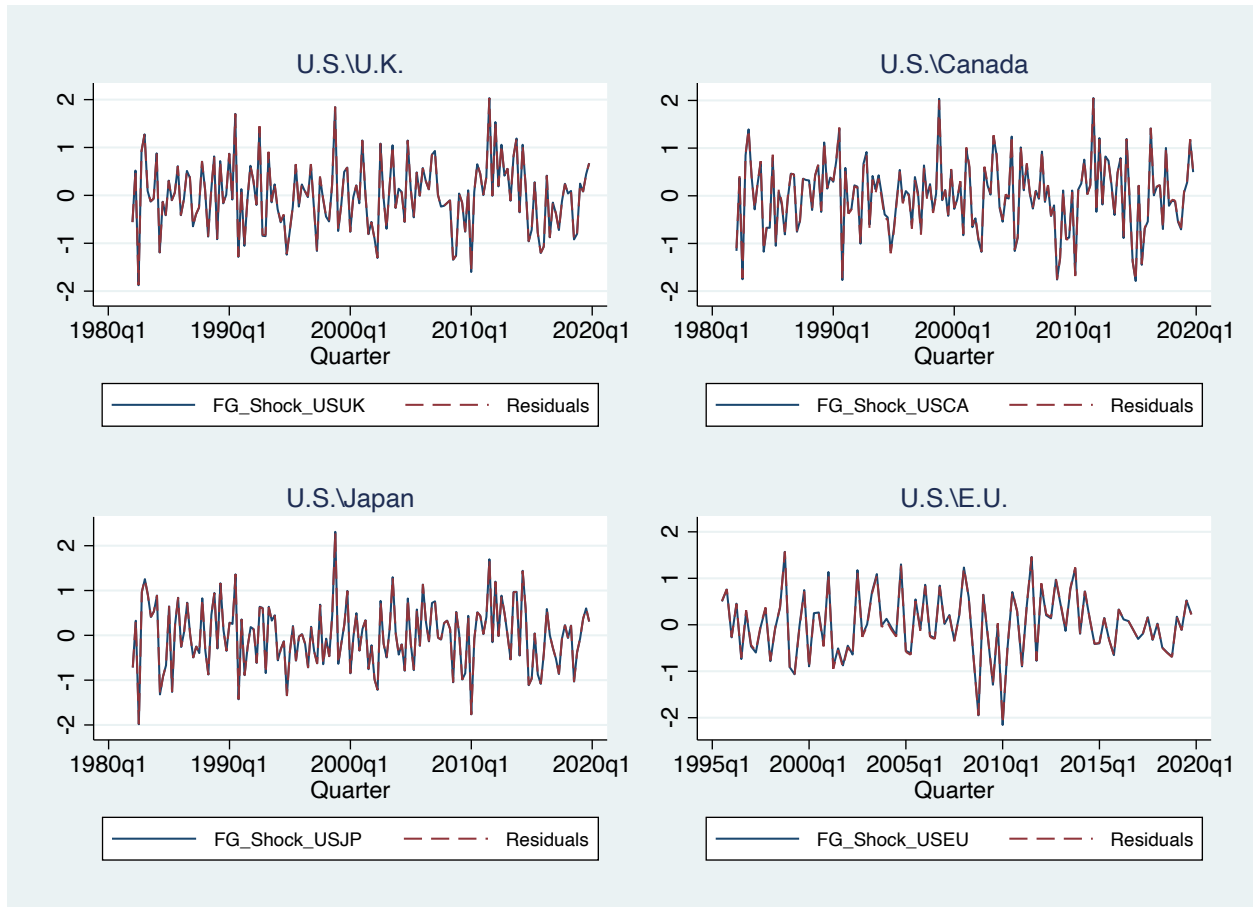 U.S.\U.K.
2
1
0
-1
-2
1980q1 1990q1 2000q1 2010q1 2020q1
Quarter
FG_Shock_USUK Residuals
U.S.\Canada
2
1
0
-1
-2
1980q1 1990q1 2000q1 2010q1 2020q1
Quarter
FG_Shock_USCA Residuals
U.S.\Japan
2
1
0
-1
-2
1980q1 1990q1 2000q1 2010q1 2020q1
Quarter
FG_Shock_USJP Residuals
U.S.\E.U.
2
1
0
-1
-2
1995q1 2000q1 2005q1 2010q1 2015q1 2020q1
Quarter
FG_Shock_USEU Residuals